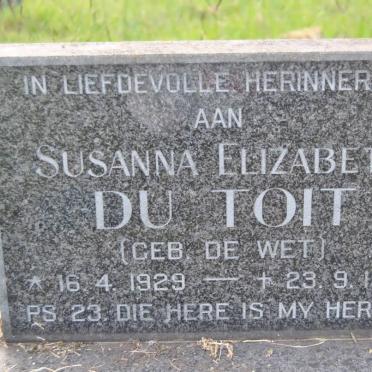 IN LIEFDEVOLLE HERINNER
AAN
SUSANNA ELIZABET
DU TOIT
(GEB. DE WET)
* 16. 4. 1929 — + 23. 9. 1
PS. 23. DIE HERE IS MY HER